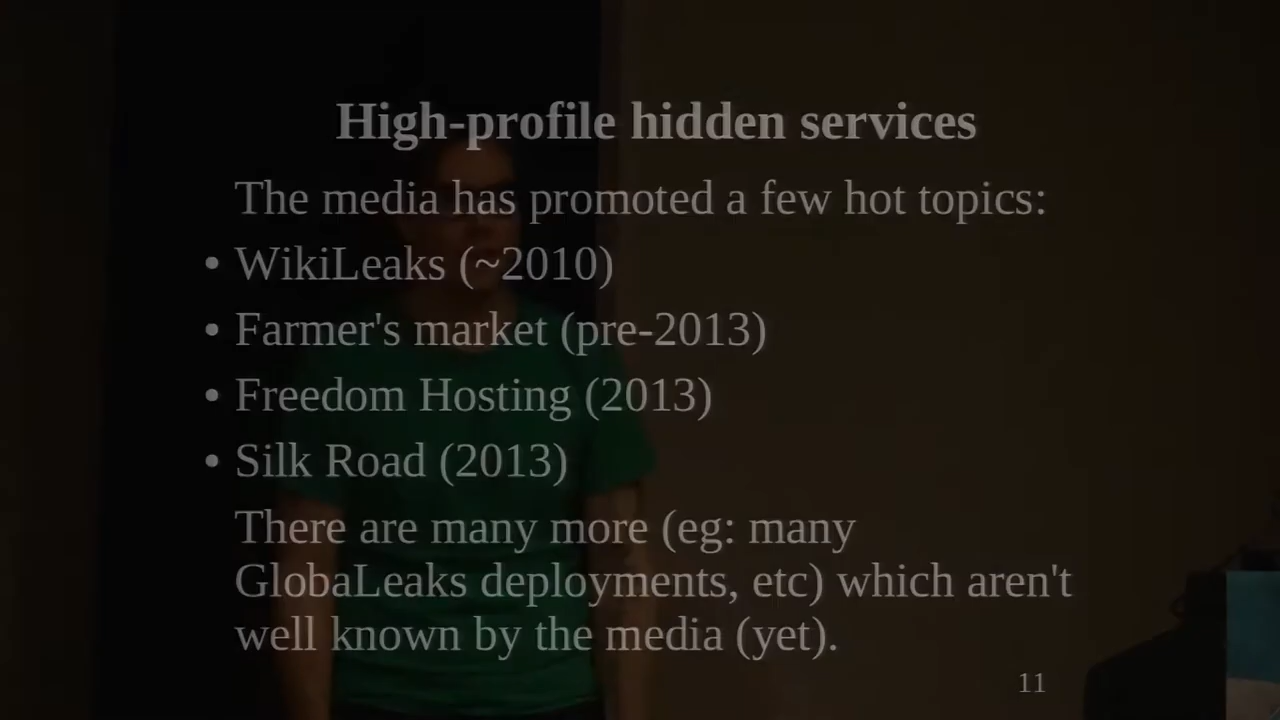 High-profile hidden services
The media has promoted a few hot topics:
• WikiLeaks (~2010)
• Farmer's market (pre-2013)
• Freedom Hosting (2013)
• Silk Road (2013)
There are many more (eg: many
GlobaLeaks deployments, etc) which aren't
well known by the media (yet).
11